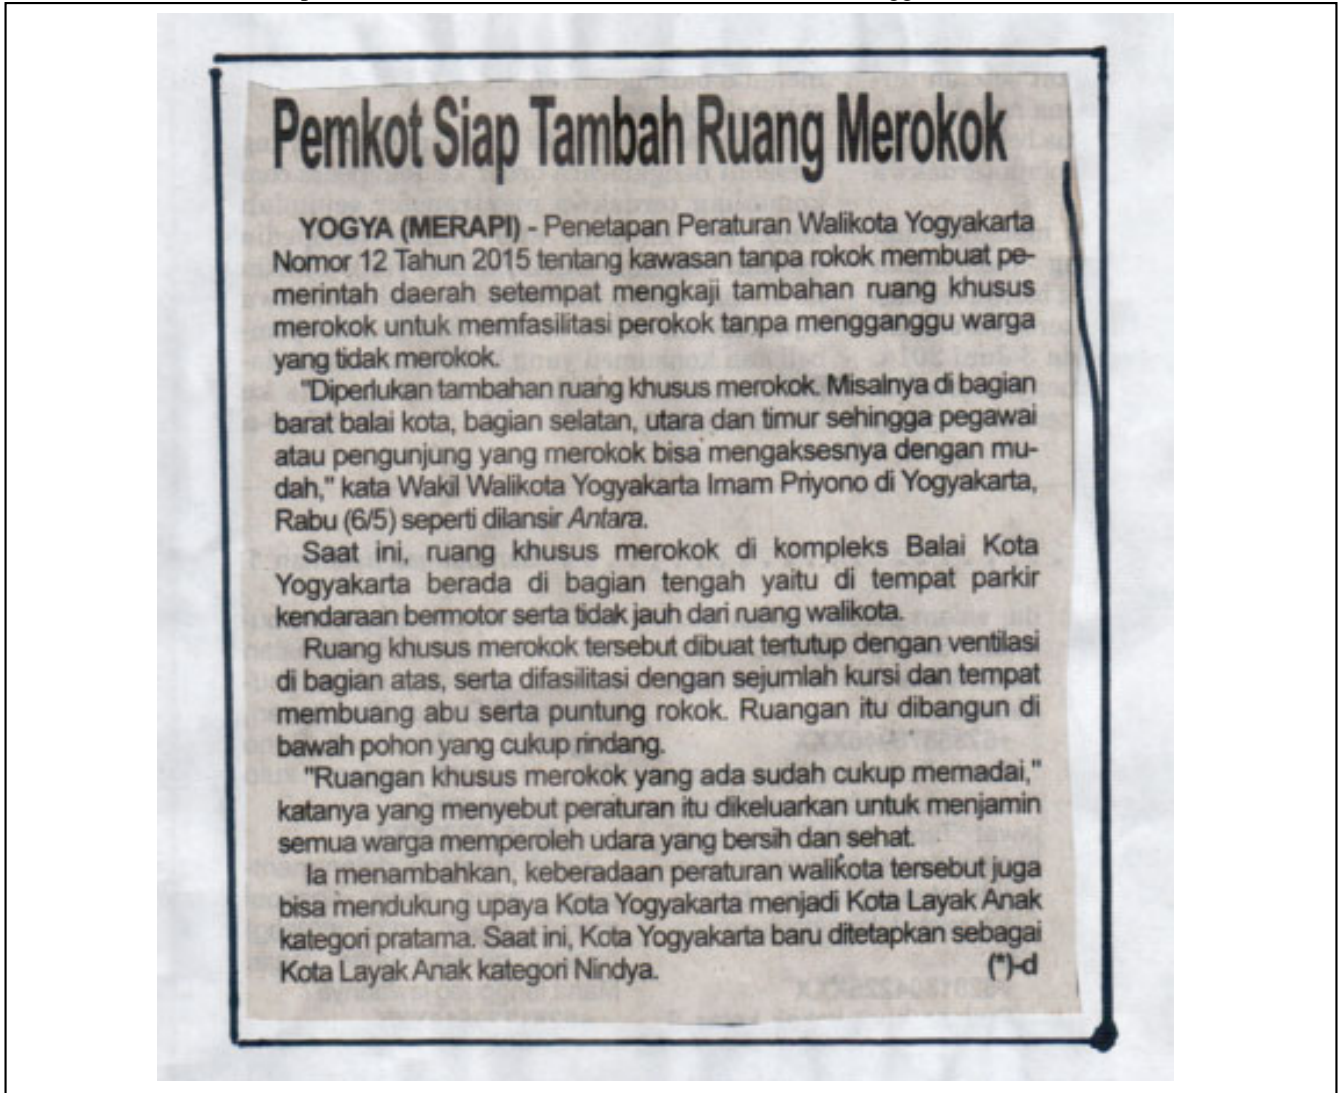 Pemkot Siap Tambah Ruang Merokok
YOGYA (MERAPI) - Penetapan Peraturan Walikota Yogyakarta
Nomor 12 Tahun 2015 tentang kawasan tanpa rokok membuat pe-
merintah daerah setempat mengkaji tambahan ruang khusus
merokok untuk memfasilitasi perokok tanpa mengganggu warga
yang tidak merokok.
"Diperlukan tambahan ruang khusus merokok. Misalnya di bagian
barat balai kota, bagian selatan, utara dan timur sehingga pegawai
atau pengunjung yang merokok bisa mengaksesnya dengan mu-
dah," kata Wakil Walikota Yogyakarta Imam Priyono di Yogyakarta,
Rabu (6/5) seperti dilansir Antara.
Saat ini, ruang khusus merokok di kompleks Balai Kota
Yogyakarta berada di bagian tengah yaitu di tempat parkir
kendaraan bermotor serta tidak jauh dari ruang walikota.
Ruang khusus merokok tersebut dibuat tertutup dengan ventilasi
di bagian atas, serta difasilitasi dengan sejumlah kursi dan tempat
membuang abu serta puntung rokok. Ruangan itu dibangun di
bawah pohon yang cukup rindang.
"Ruangan khusus merokok yang ada sudah cukup memadai,"
katanya yang menyebut peraturan itu dikeluarkan untuk menjamin
semua warga memperoleh udara yang bersih dan sehat.
Ia menambahkan, keberadaan peraturan walikota tersebut juga
bisa mendukung upaya Kota Yogyakarta menjadi Kota Layak Anak
kategori pratama. Saat ini, Kota Yogyakarta baru ditetapkan sebagai
Kota Layak Anak kategori Nindya. (*)-d